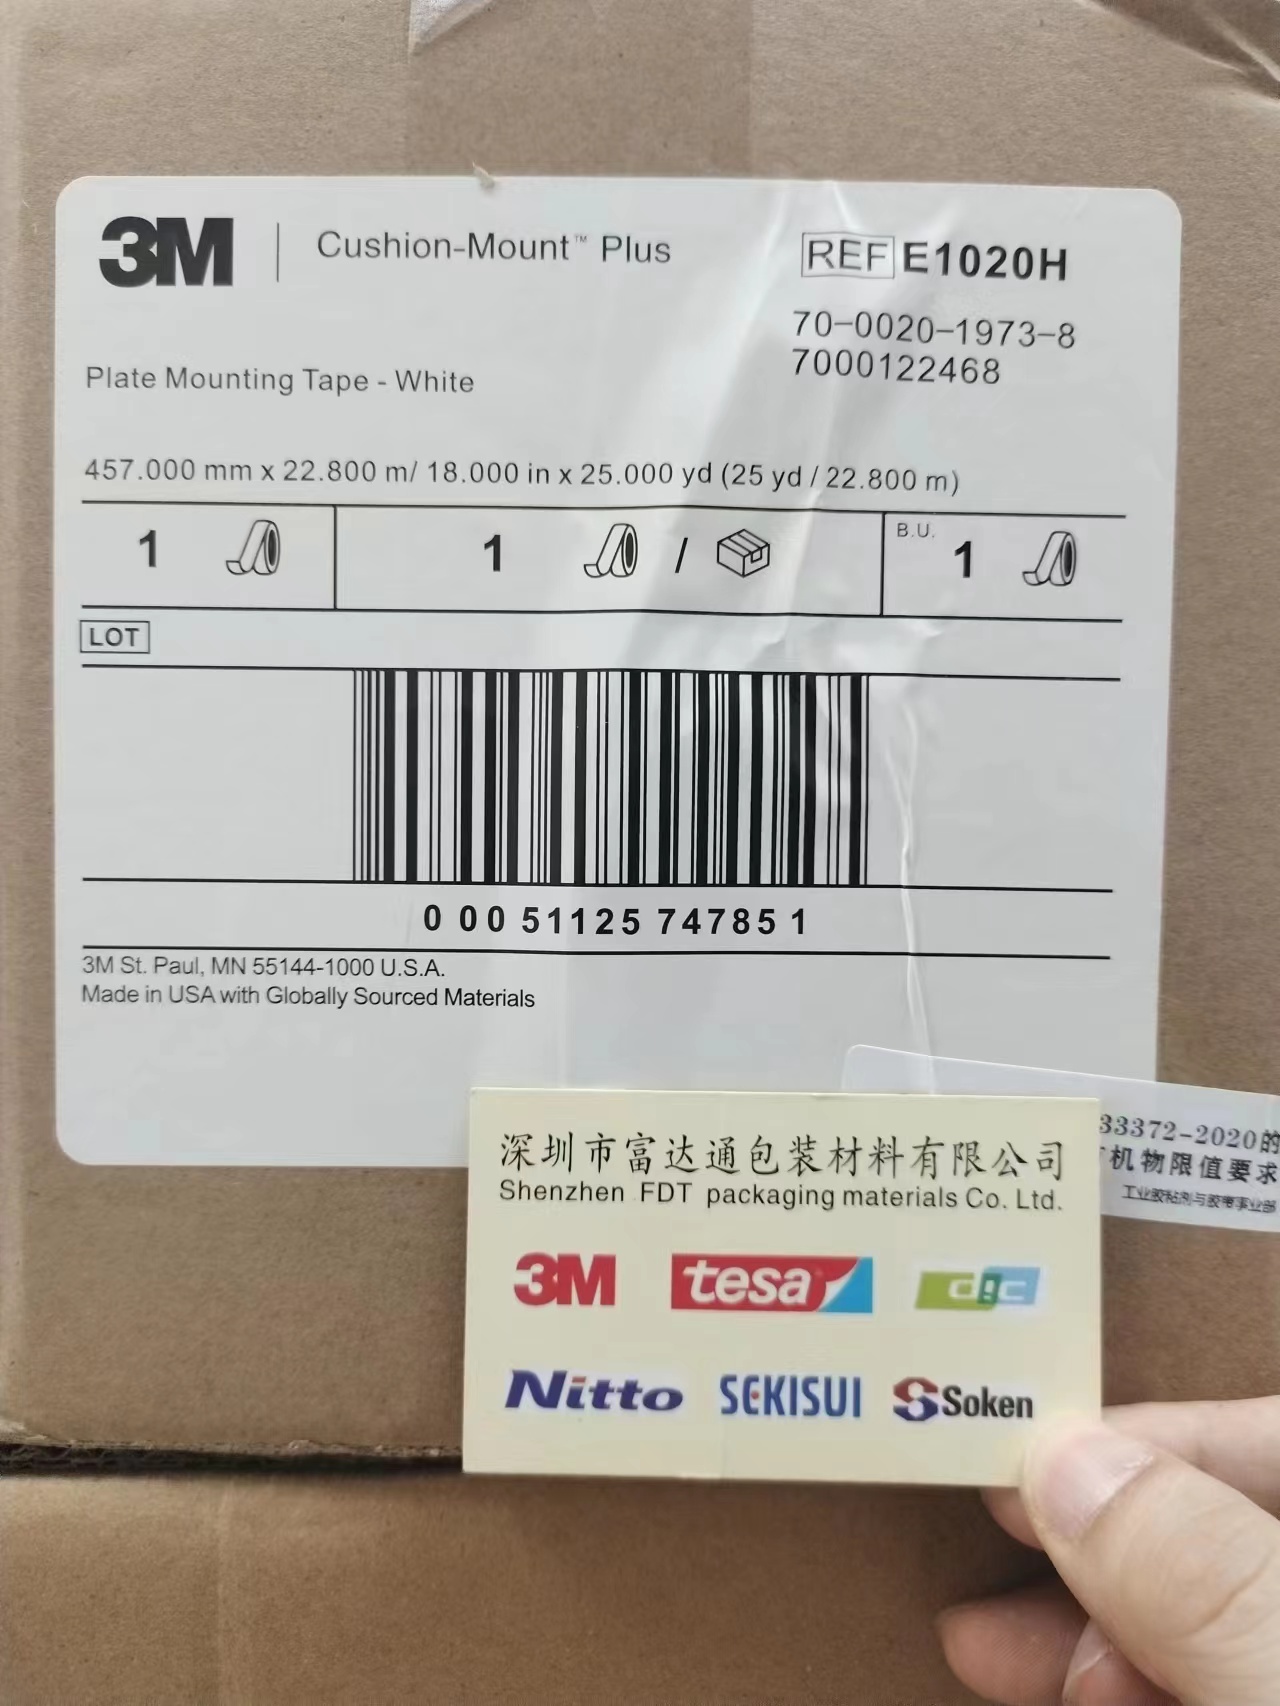 3M
Cushion-Mount™ Plus
REF E1020H
70-0020-1973-8
7000122468
Plate Mounting Tape - White
457.000 mm x 22.800 m/ 18.000 in x 25.000 yd (25 yd / 22.800 m)
1
1 /
B.U.
1
LOT
0 00 51125 74785 1
3M St. Paul, MN 55144-1000 U.S.A.
Made in USA with Globally Sourced Materials
33372-2020的
机物限值要求
工业胶粘剂与胶带事业部
深圳市富达通包装材料有限公司
Shenzhen FDT packaging materials Co. Ltd.
3M tesa dic
Nitto SEKISUI Soken